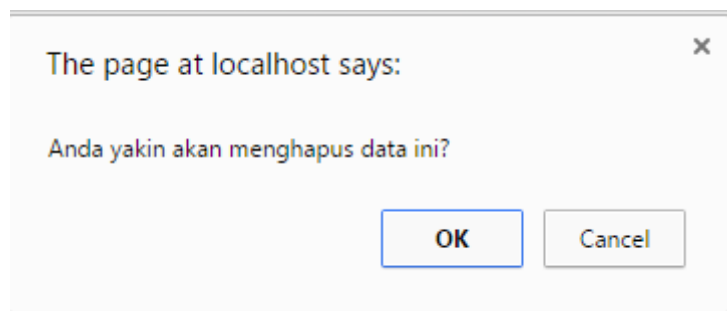 The page at localhost says:
Anda yakin akan menghapus data ini?
OK Cancel